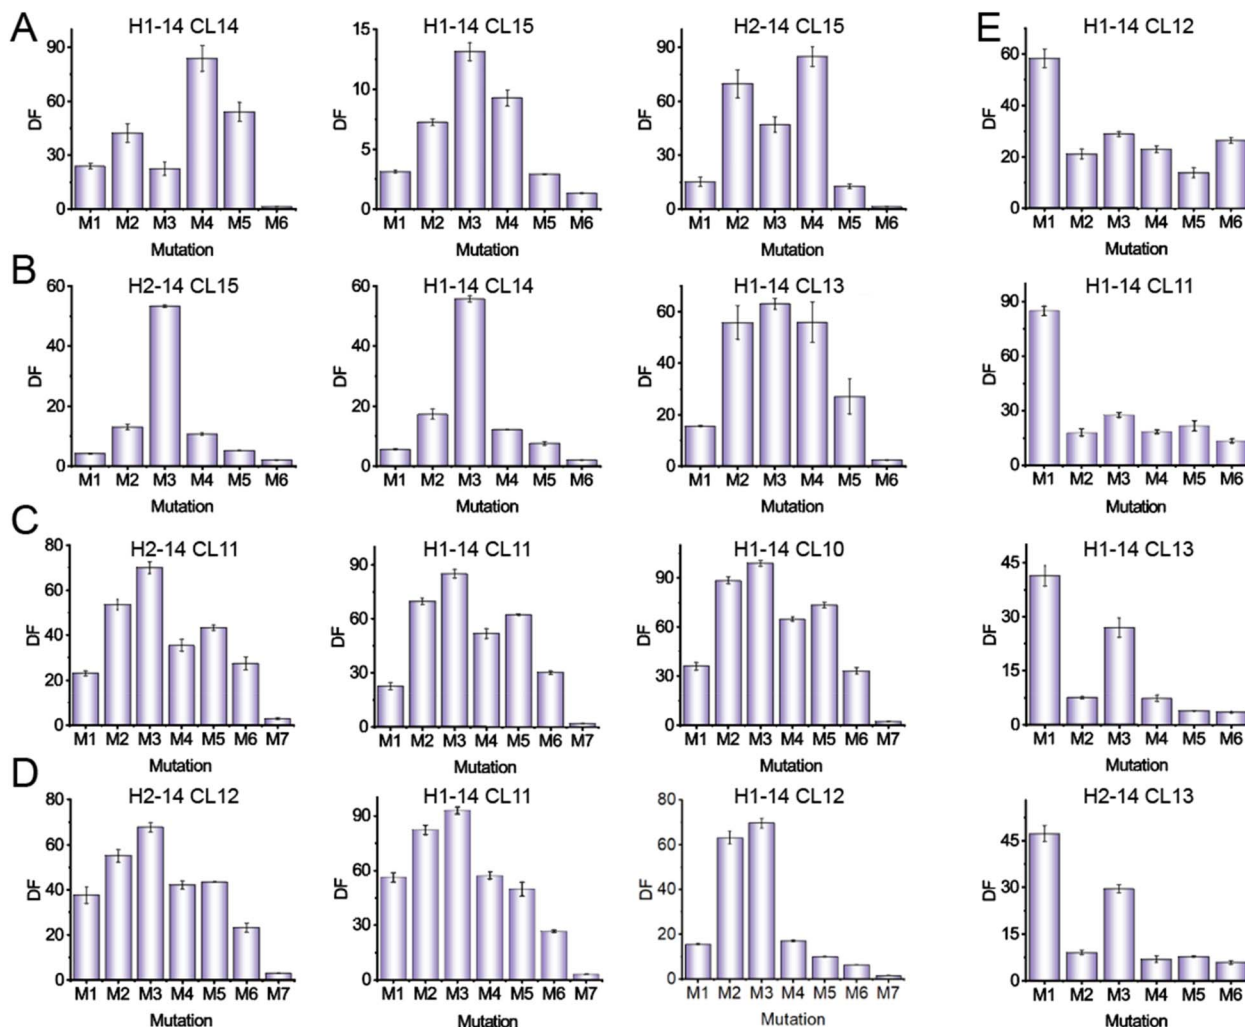 A
H1-14 CL14
DF
90
60
30
0
M1 M2 M3 M4 M5 M6
Mutation
H1-14 CL15
DF
15
10
5
0
M1 M2 M3 M4 M5 M6
Mutation
H2-14 CL15
DF
90
60
30
0
M1 M2 M3 M4 M5 M6
Mutation
E
H1-14 CL12
DF
60
40
20
0
M1 M2 M3 M4 M5 M6
Mutation
B
H2-14 CL15
DF
60
40
20
0
M1 M2 M3 M4 M5 M6
Mutation
H1-14 CL14
DF
60
40
20
0
M1 M2 M3 M4 M5 M6
Mutation
H1-14 CL13
DF
60
40
20
0
M1 M2 M3 M4 M5 M6
Mutation
H1-14 CL11
DF
90
60
30
0
M1 M2 M3 M4 M5 M6
Mutation
C
H2-14 CL11
DF
80
60
40
20
0
M1 M2 M3 M4 M5 M6 M7
Mutation
H1-14 CL11
DF
90
60
30
0
M1 M2 M3 M4 M5 M6 M7
Mutation
H1-14 CL10
DF
90
60
30
0
M1 M2 M3 M4 M5 M6 M7
Mutation
H1-14 CL13
DF
45
30
15
0
M1 M2 M3 M4 M5 M6
Mutation
D
H2-14 CL12
DF
80
60
40
20
0
M1 M2 M3 M4 M5 M6 M7
Mutation
H1-14 CL11
DF
90
60
30
0
M1 M2 M3 M4 M5 M6 M7
Mutation
H1-14 CL12
DF
80
60
40
20
0
M1 M2 M3 M4 M5 M6 M7
Mutation
H2-14 CL13
DF
45
30
15
0
M1 M2 M3 M4 M5 M6
Mutation